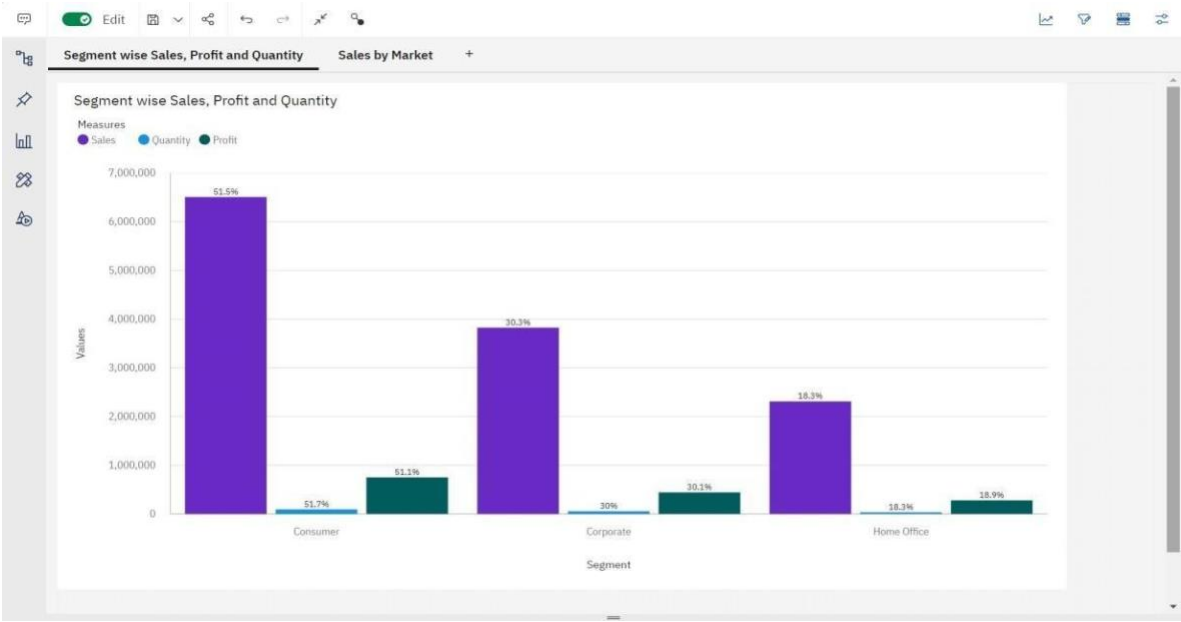 Edit
Segment wise Sales, Profit and Quantity
Sales by Market
+
Segment wise Sales, Profit and Quantity
Measures
Sales Quantity Profit
7,000,000
6,000,000
5,000,000
4,000,000
3,000,000
2,000,000
1,000,000
0
Values
51.5%
51.7%
51.1%
30.3%
30%
30.1%
18.3%
18.3%
18.9%
Consumer Corporate Home Office
Segment